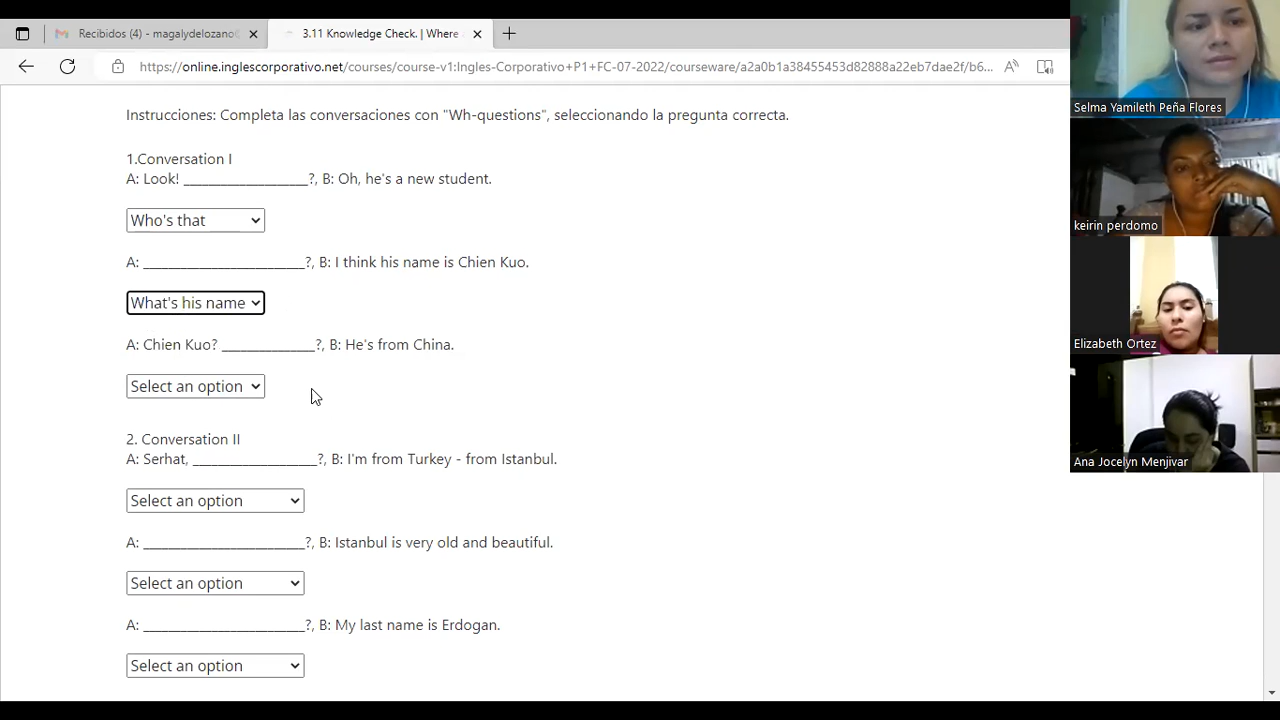 Recibidos (4) - magalydelozano@
3.11 Knowledge Check. | Where
https://online.inglescorporativo.net/courses/course-v1:Ingles-Corporativo+P1+FC-07-2022/courseware/a2a0b1a38455453d82888a22eb7dae2f/b6...
Instrucciones: Completa las conversaciones con "Wh-questions", seleccionando la pregunta correcta.
1.Conversation I
A: Look! ____________________?, B: Oh, he's a new student.
Who's that
A: __________________________?, B: I think his name is Chien Kuo.
What's his name
A: Chien Kuo? _______________?, B: He's from China.
Select an option
2. Conversation II
A: Serhat, ____________________?, B: I'm from Turkey - from Istanbul.
Select an option
A: __________________________?, B: Istanbul is very old and beautiful.
Select an option
A: __________________________?, B: My last name is Erdogan.
Select an option
Selma Yamileth Peña Flores
keirin perdomo
Elizabeth Ortez
Ana Jocelyn Menjivar